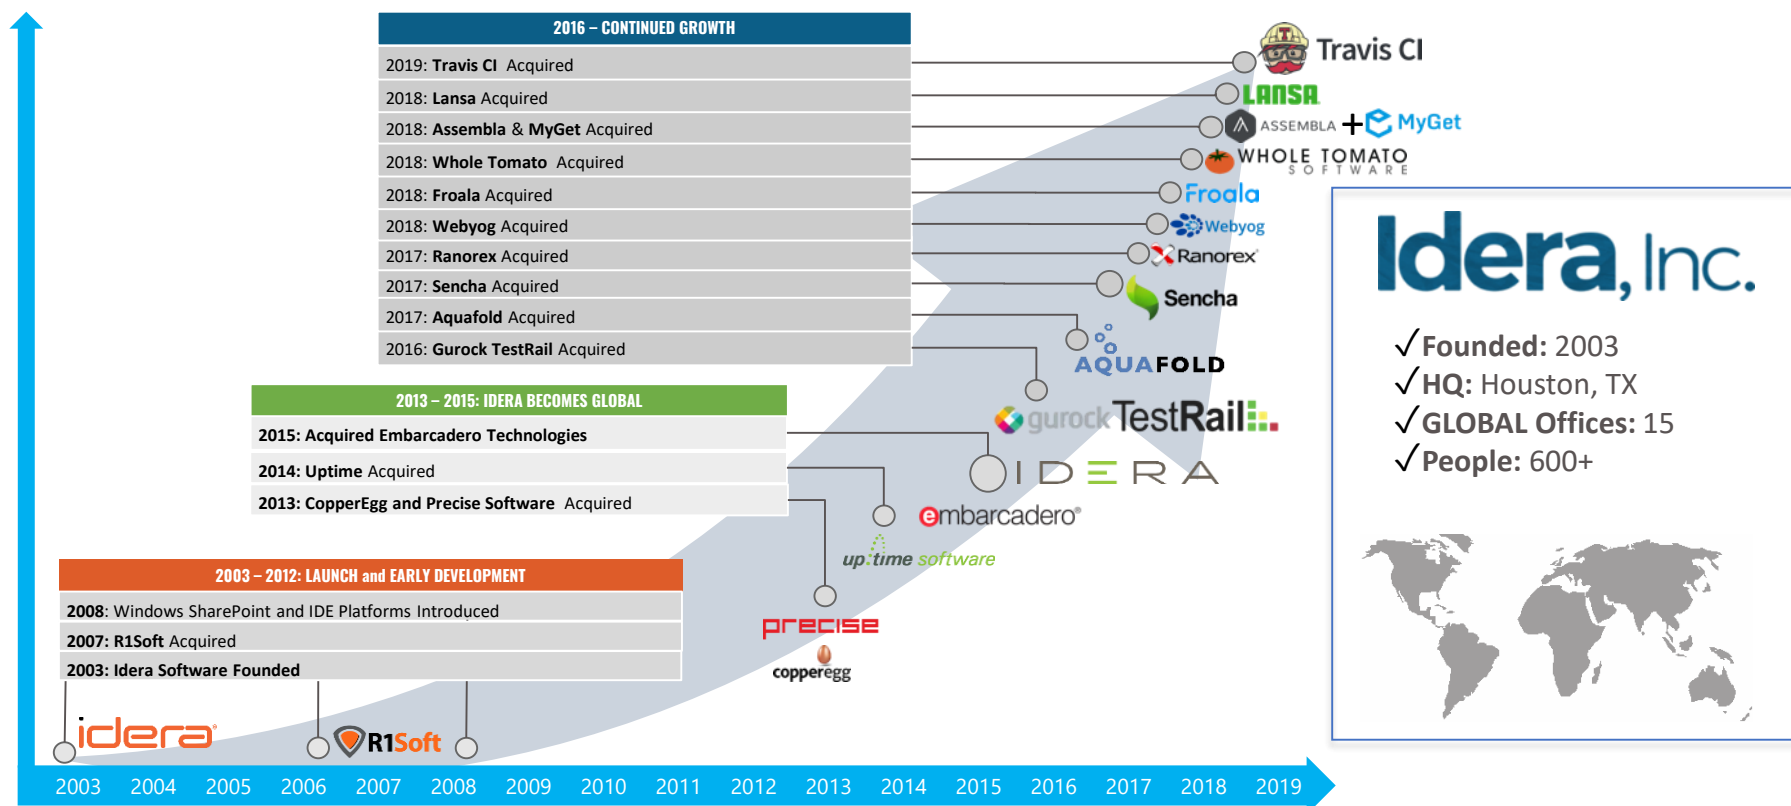 2016 – CONTINUED GROWTH
2019: Travis CI Acquired
2018: Lansa Acquired
2018: Assembla & MyGet Acquired
2018: Whole Tomato Acquired
2018: Froala Acquired
2018: Webyog Acquired
2017: Ranorex Acquired
2017: Sencha Acquired
2017: Aquafold Acquired
2016: Gurock TestRail Acquired
Travis CI
LANSA
ASSEMBLA + MyGet
WHOLE TOMATO
SOFTWARE
Froala
Webyog
Ranorex
Sencha
AQUAFOLD
gurock TestRail
2013 – 2015: IDERA BECOMES GLOBAL
2015: Acquired Embarcadero Technologies
2014: Uptime Acquired
2013: CopperEgg and Precise Software Acquired
IDERA
embarcadero®
up:time software
precise
copperegg
2003 – 2012: LAUNCH and EARLY DEVELOPMENT
2008: Windows SharePoint and IDE Platforms Introduced
2007: R1Soft Acquired
2003: Idera Software Founded
idera®
R1Soft
2003 2004 2005 2006 2007 2008 2009 2010 2011 2012 2013 2014 2015 2016 2017 2018 2019
Idera, Inc.
✓Founded: 2003
✓HQ: Houston, TX
✓GLOBAL Offices: 15
✓People: 600+